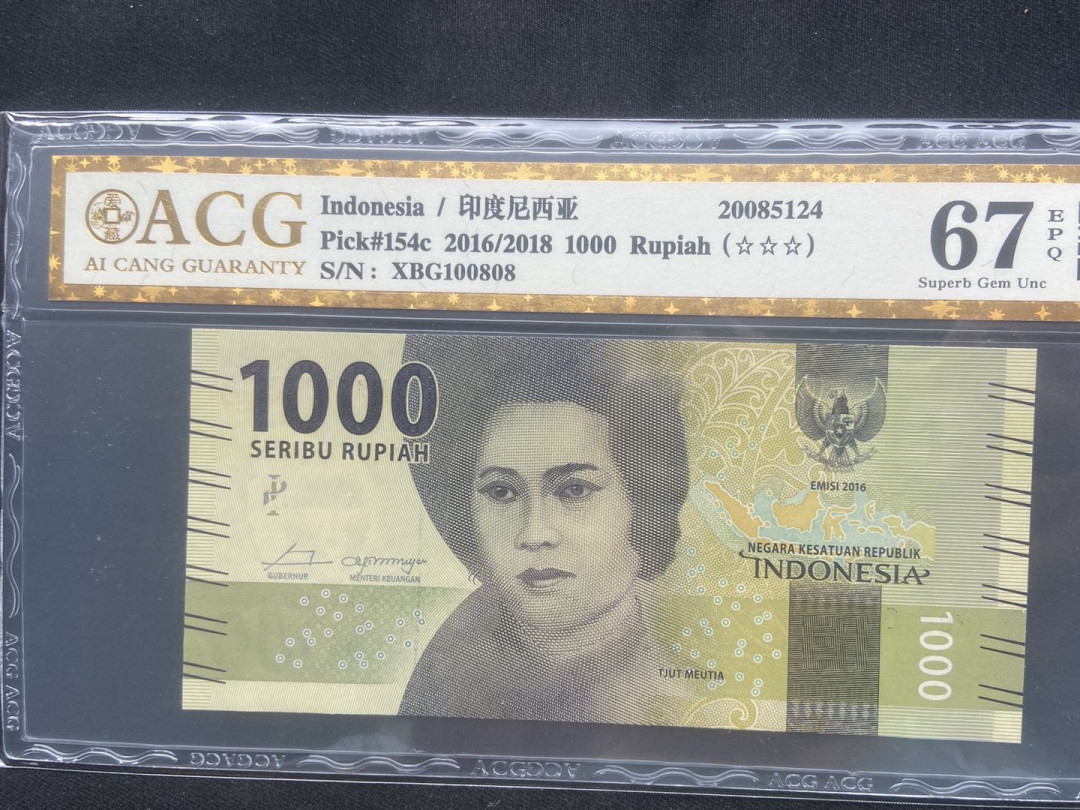 ACG
AI CANG GUARANTY
Indonesia / 印度尼西亚 20085124
Pick#154c 2016/2018 1000 Rupiah (☆☆☆)
S/N: XBG100808
67 EPQ
Superb Gem Unc
1000
SERIBU RUPIAH
EMISI 2016
NEGARA KESATUAN REPUBLIK
INDONESIA
GUBERNUR
MENTERI KEUANGAN
TJUT MEUTIA
1000